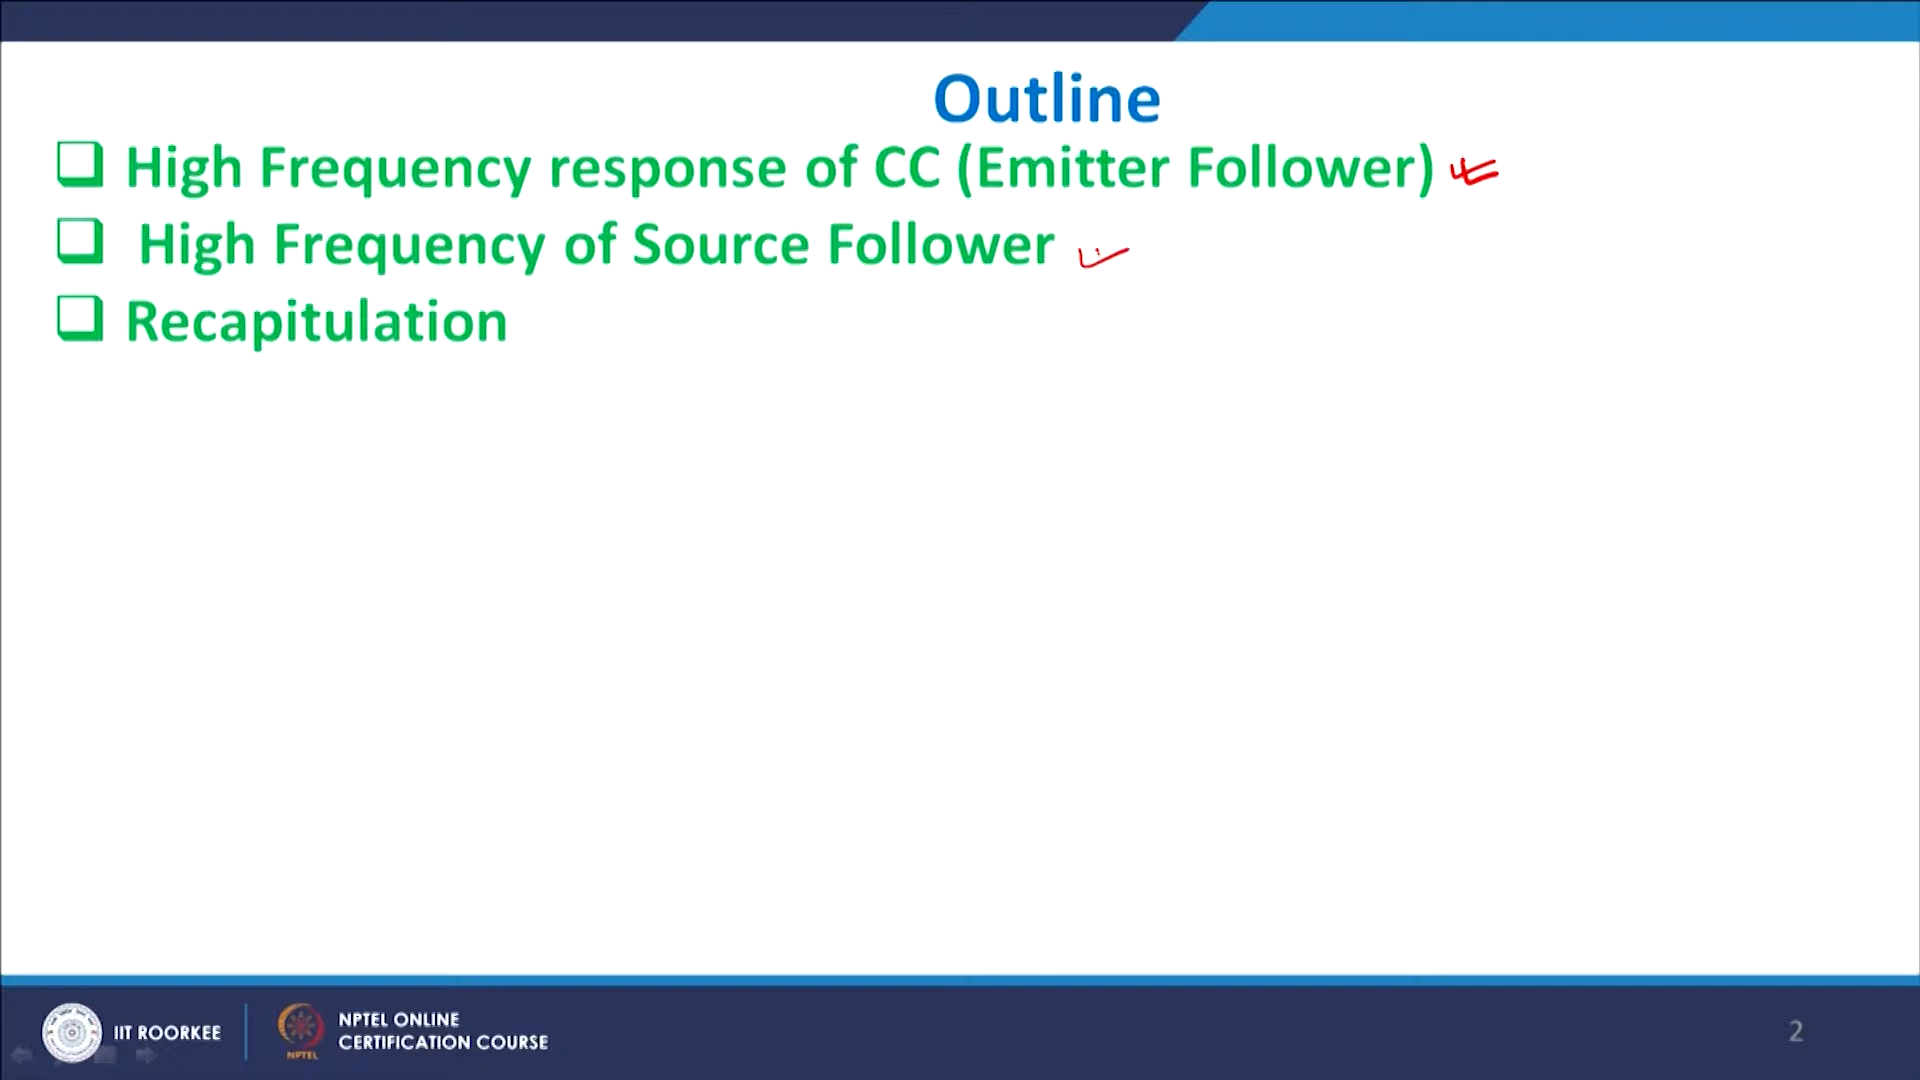 Outline
High Frequency response of CC (Emitter Follower)
High Frequency of Source Follower
Recapitulation
IIT ROORKEE
NPTEL
NPTEL ONLINE
CERTIFICATION COURSE
2